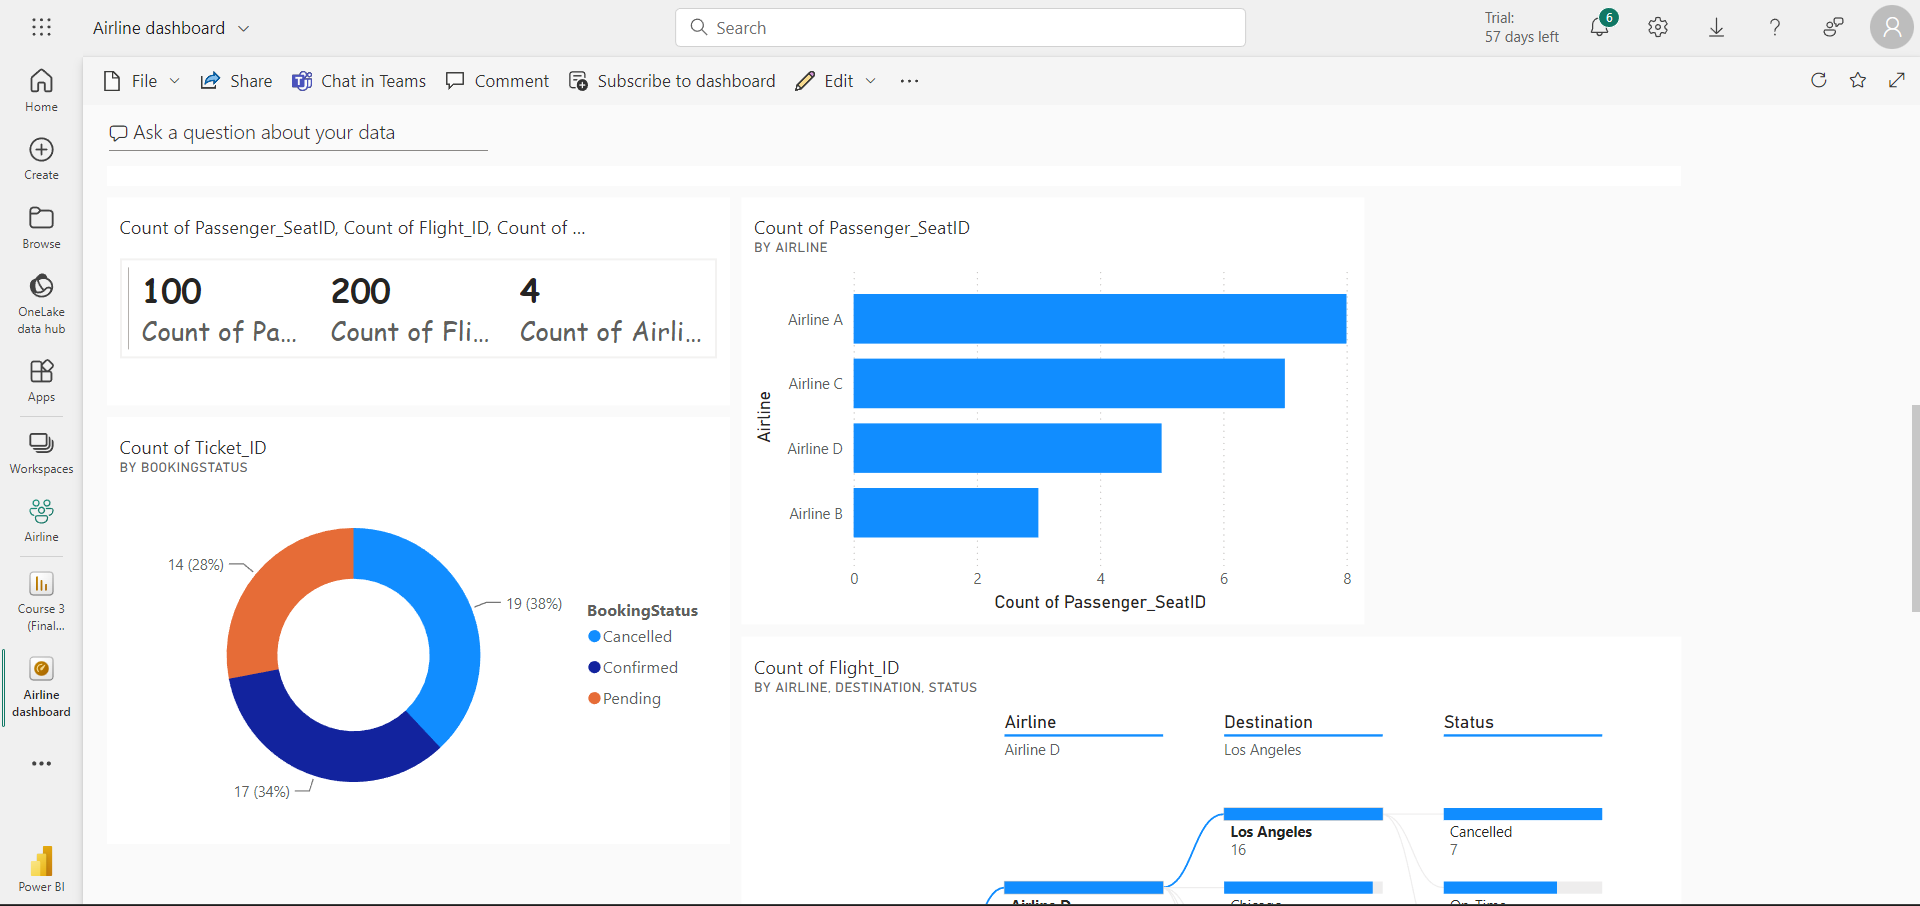 Airline dashboard
Search
Trial:
57 days left
6
File
Share
Chat in Teams
Comment
Subscribe to dashboard
Edit
Home
Create
Browse
OneLake
data hub
Apps
Workspaces
Airline
Course 3
(Final...
Airline
dashboard
Power BI
Ask a question about your data
Count of Passenger_SeatID, Count of Flight_ID, Count of ...
100
Count of Pa...
200
Count of Fli...
4
Count of Airli...
Count of Passenger_SeatID
BY AIRLINE
Airline
Airline A
Airline C
Airline D
Airline B
0 2 4 6 8
Count of Passenger_SeatID
Count of Ticket_ID
BY BOOKINGSTATUS
14 (28%)
19 (38%)
17 (34%)
BookingStatus
Cancelled
Confirmed
Pending
Count of Flight_ID
BY AIRLINE, DESTINATION, STATUS
Airline Destination Status
Airline D Los Angeles
Los Angeles
16
Cancelled
7
Airline D
Chicago
On-Time